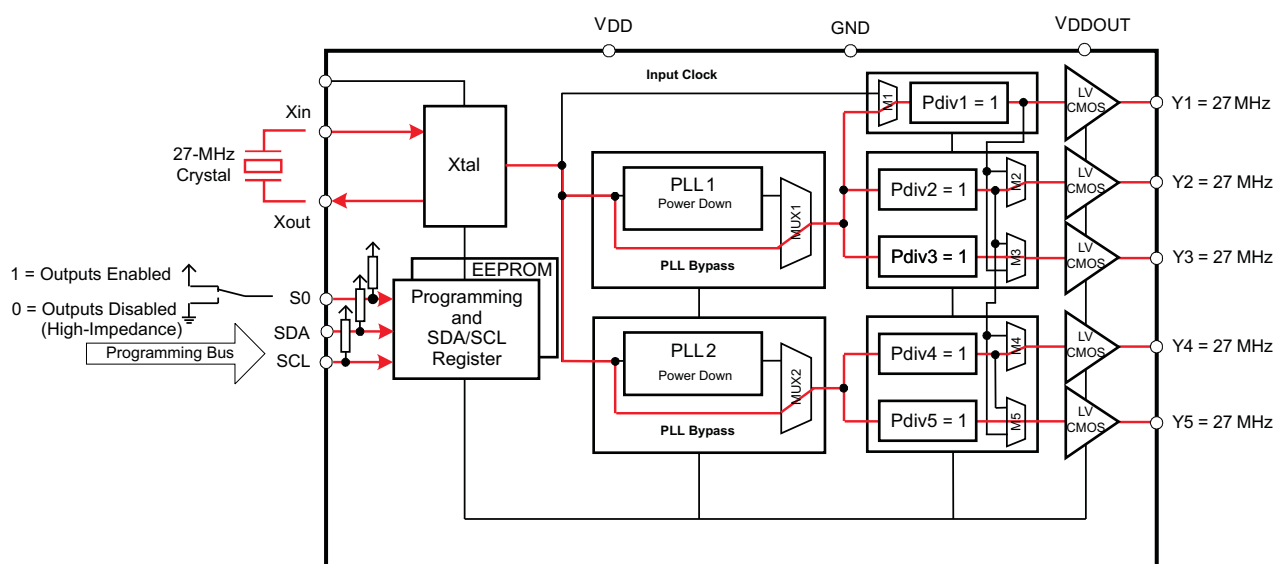 VDD
GND
VDDOUT
Input Clock
Xin
27-MHz
Crystal
Xout
Xtal
M1
Pdiv1 = 1
LV
CMOS
Y1 = 27 MHz
PLL1
Power Down
MUX1
PLL Bypass
Pdiv2 = 1
M2
LV
CMOS
Y2 = 27 MHz
Pdiv3 = 1
M3
LV
CMOS
Y3 = 27 MHz
1 = Outputs Enabled
0 = Outputs Disabled
(High-Impedance)
Programming Bus
S0
SDA
SCL
EEPROM
Programming
and
SDA/SCL
Register
PLL2
Power Down
MUX2
PLL Bypass
Pdiv4 = 1
M4
LV
CMOS
Y4 = 27 MHz
Pdiv5 = 1
M5
LV
CMOS
Y5 = 27 MHz